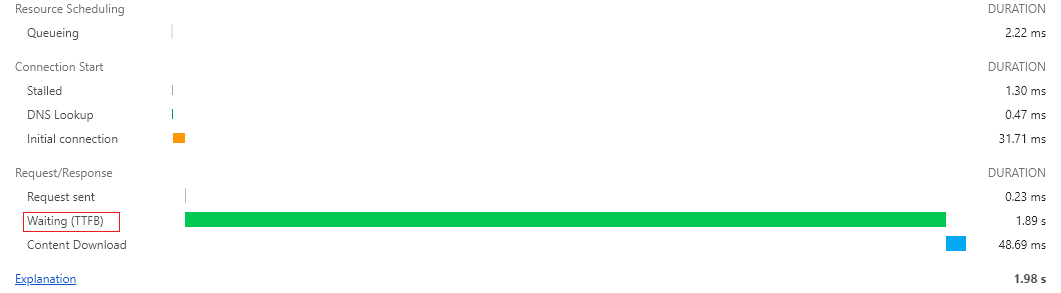 Resource Scheduling DURATION
Queueing 2.22 ms
Connection Start DURATION
Stalled 1.30 ms
DNS Lookup 0.47 ms
Initial connection 31.71 ms
Request/Response DURATION
Request sent 0.23 ms
Waiting (TTFB) 1.89 s
Content Download 48.69 ms
Explanation 1.98 s